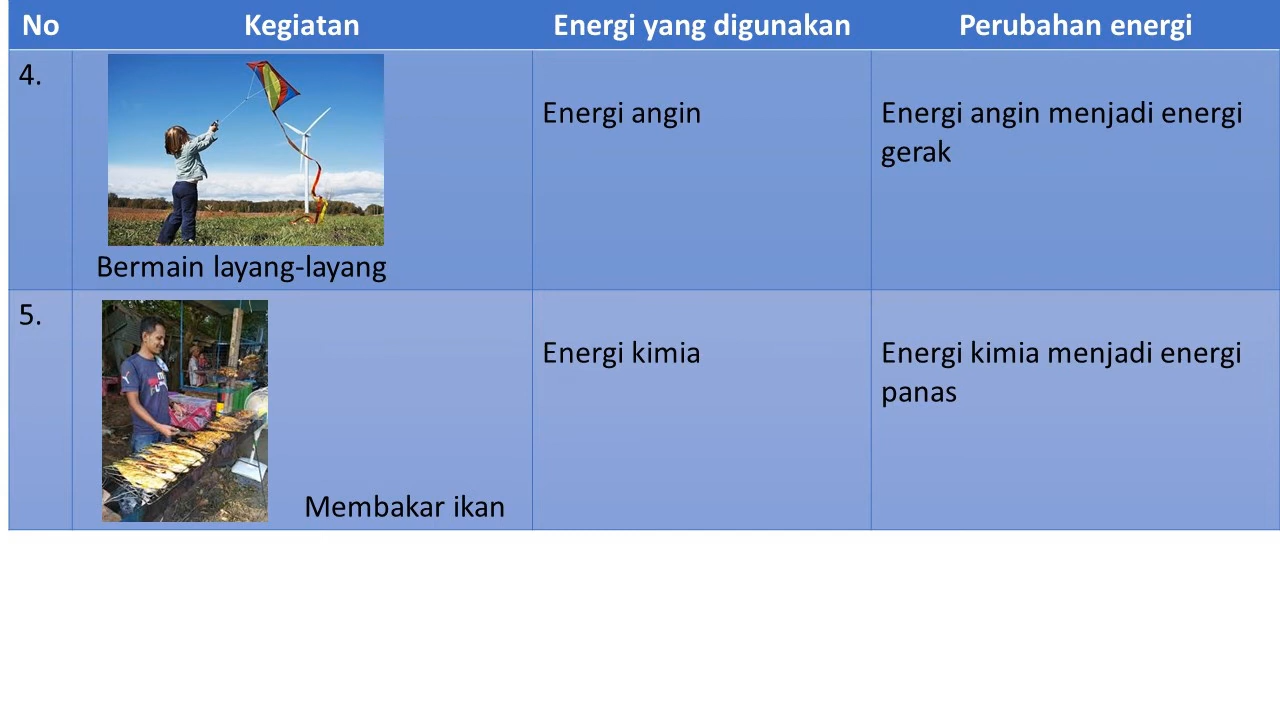 No Kegiatan Energi yang digunakan Perubahan energi
4.
Energi angin
Energi angin menjadi energi
gerak
Bermain layang-layang
5.
Energi kimia
Energi kimia menjadi energi
panas
Membakar ikan